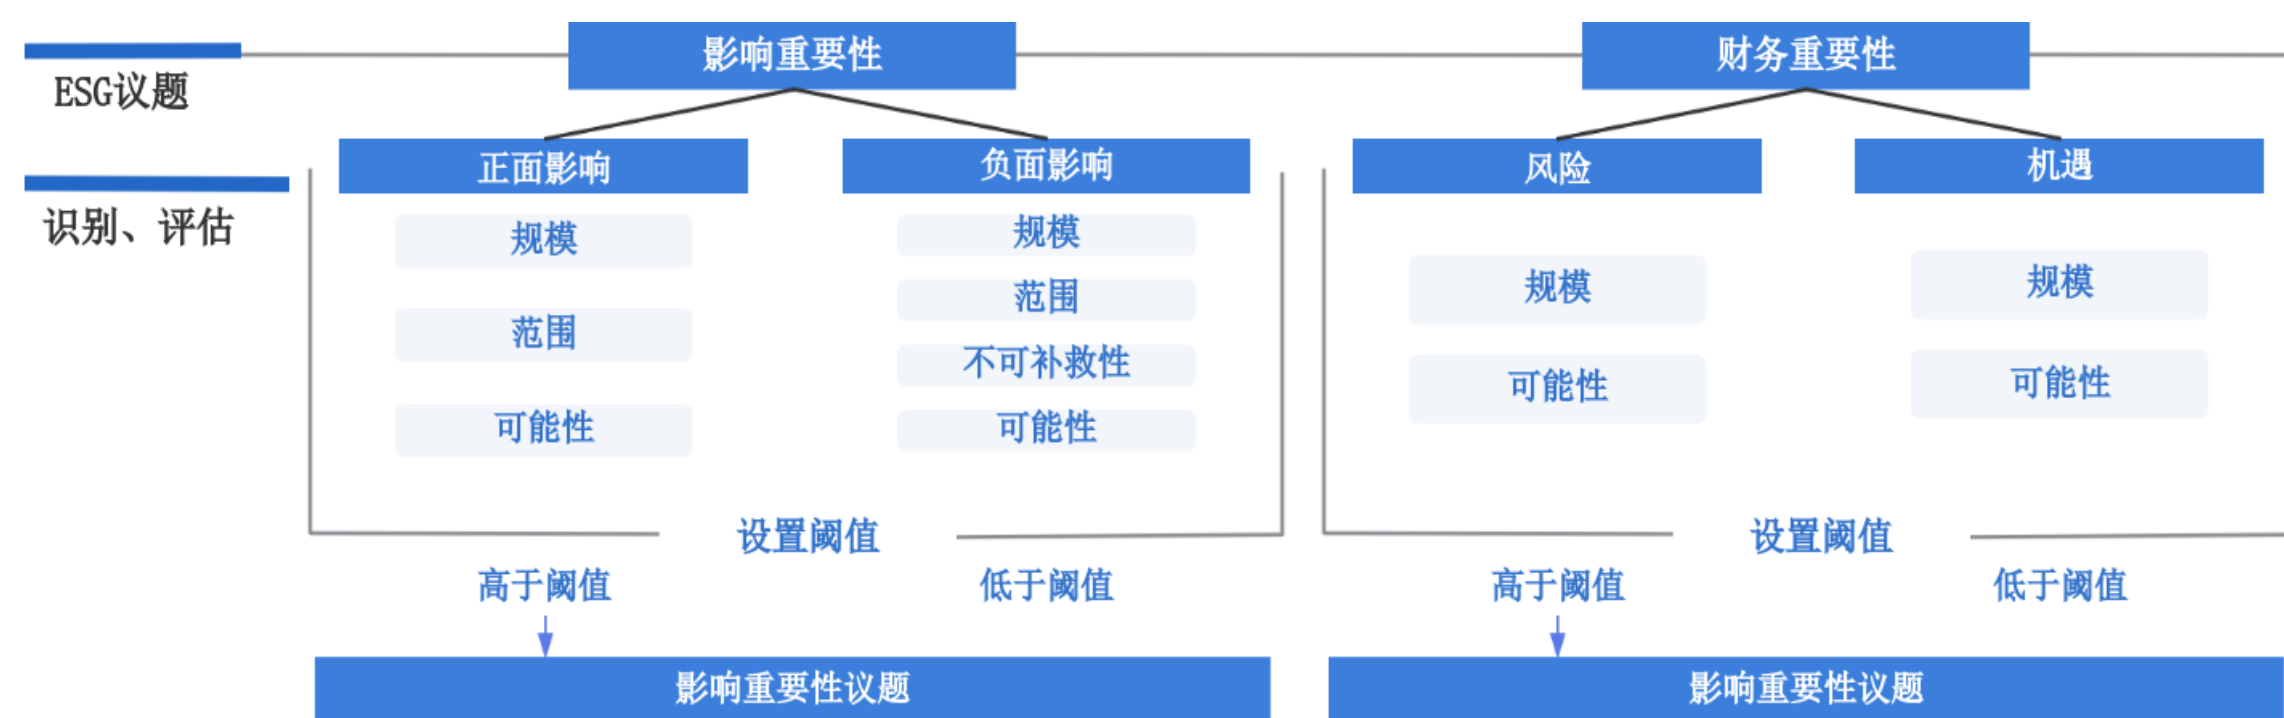 影响重要性
财务重要性
ESG议题
正面影响
负面影响
风险
机遇
识别、评估
规模
范围
可能性
规模
范围
不可补救性
可能性
规模
可能性
规模
可能性
设置阈值
设置阈值
高于阈值
低于阈值
高于阈值
低于阈值
影响重要性议题
影响重要性议题